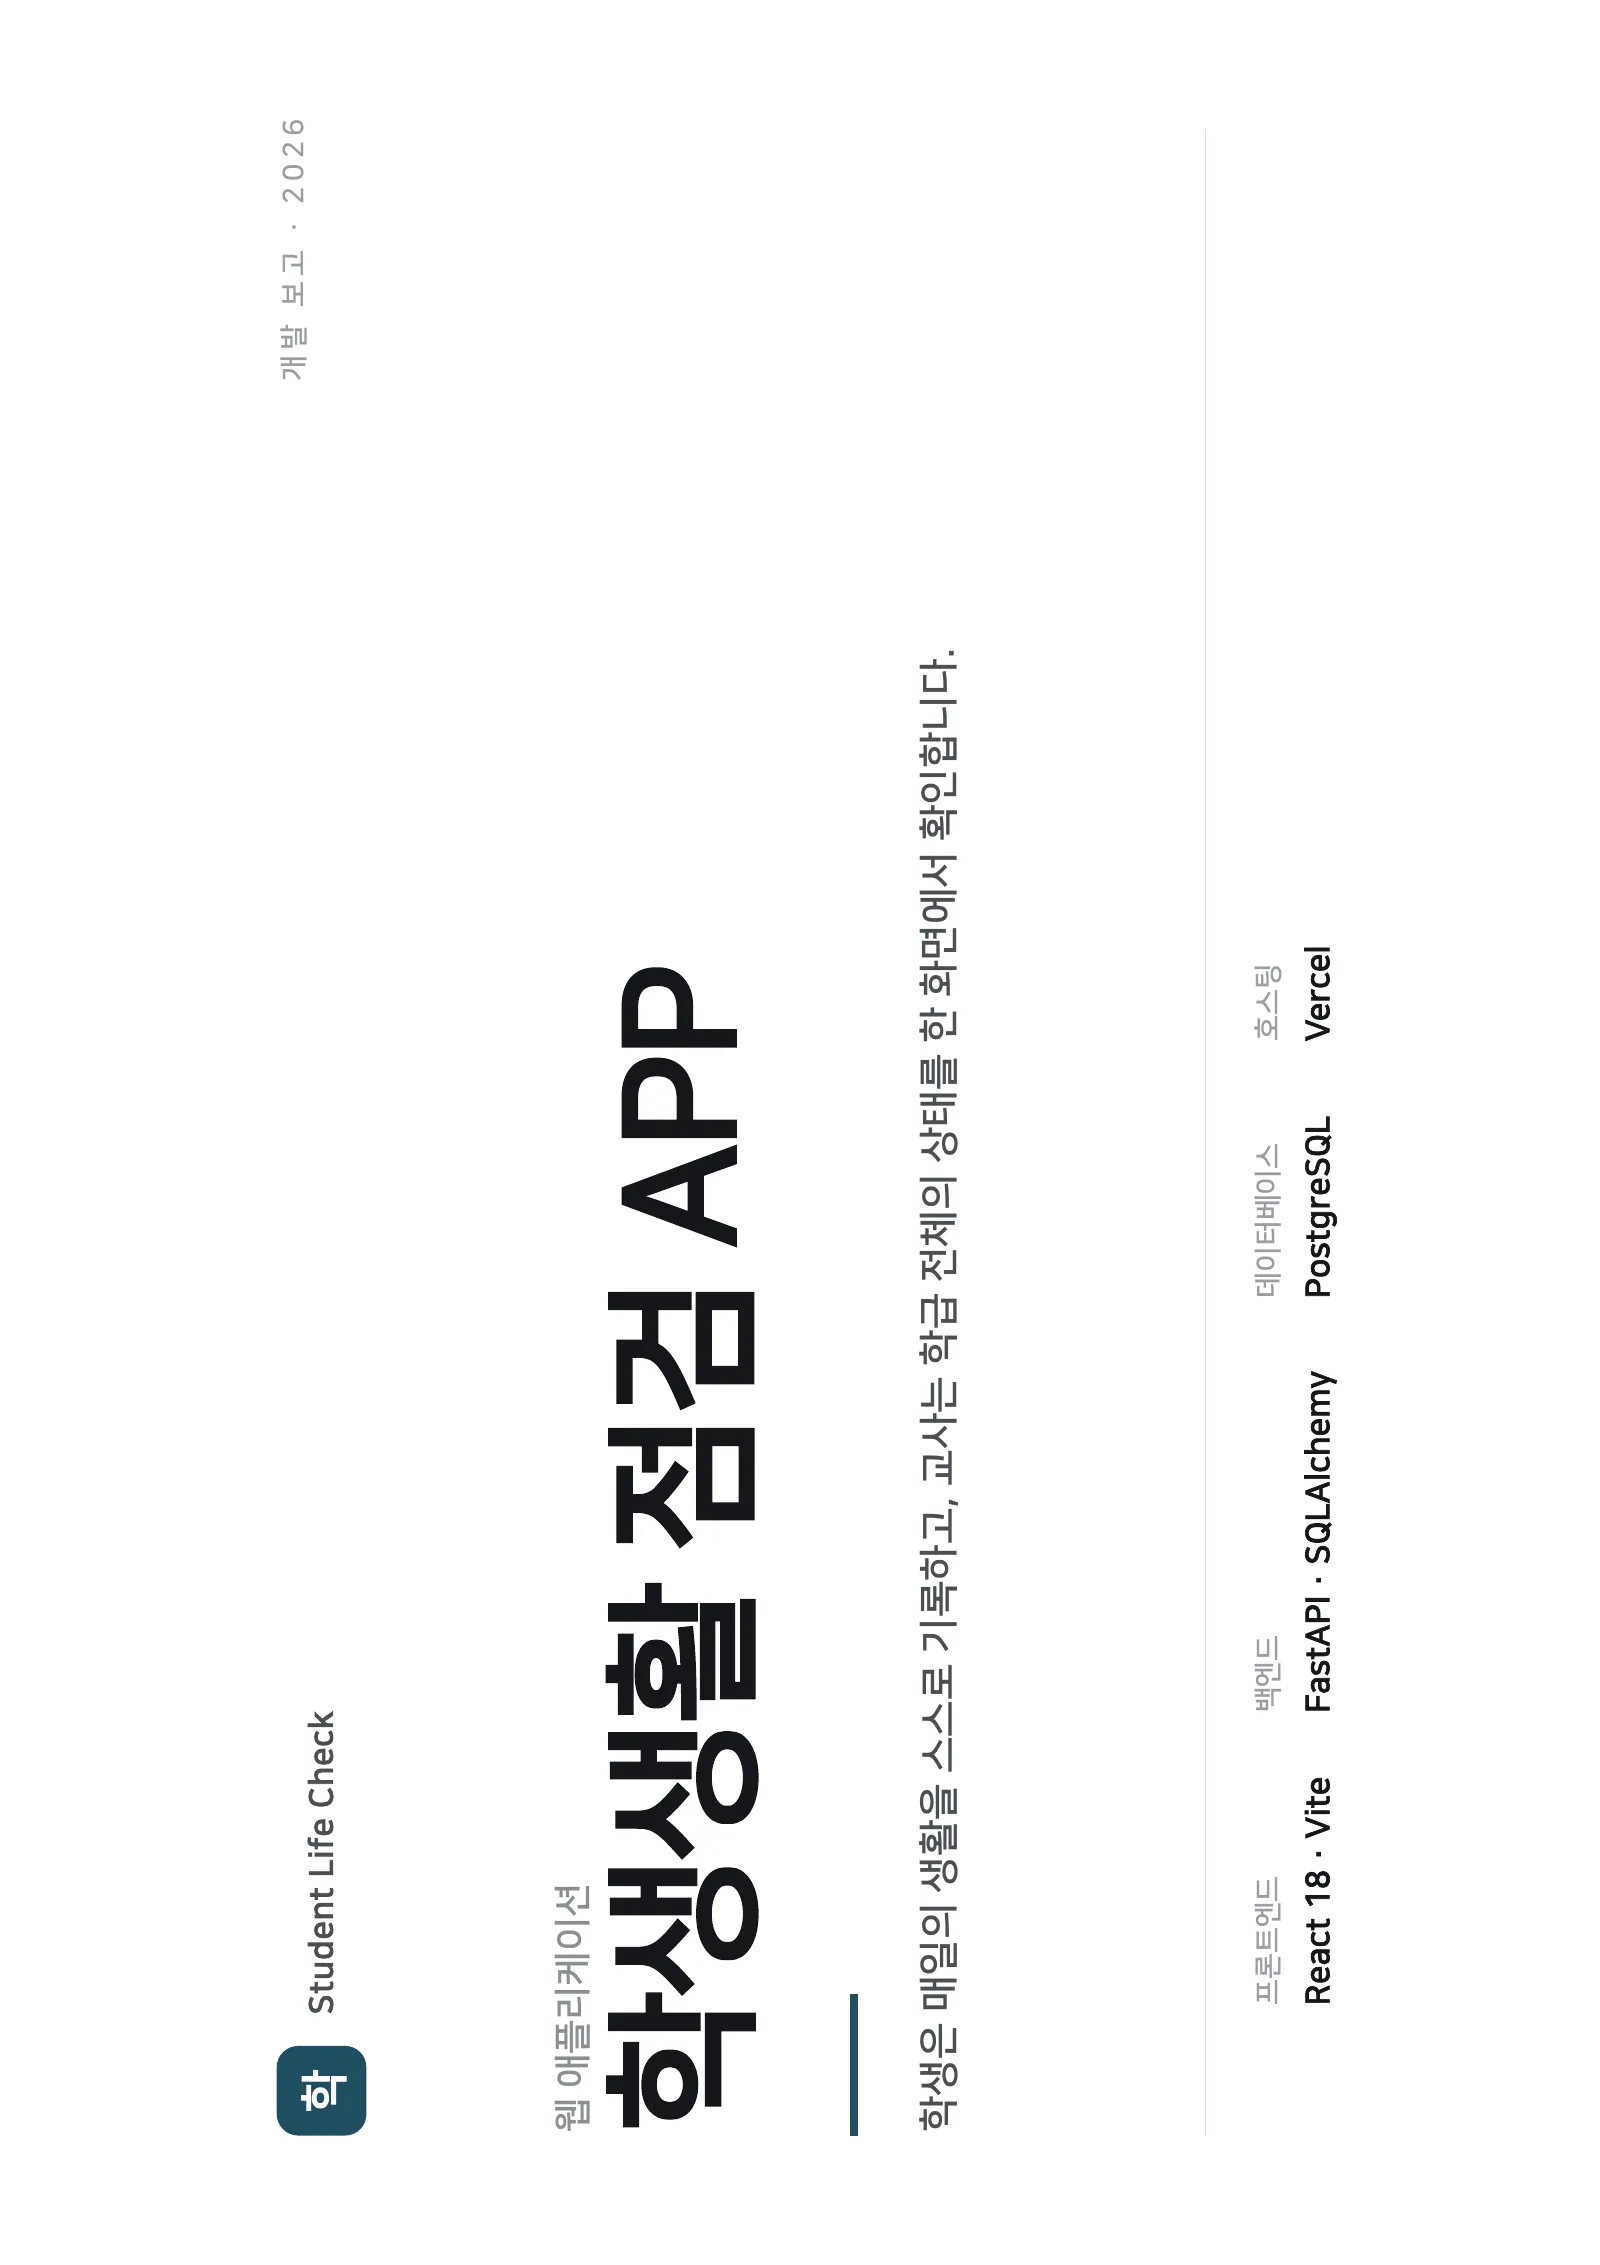 학
Student Life Check
개발 보고 · 2026
웹 애플리케이션
학생생활 점검 APP
학생은 매일의 생활을 스스로 기록하고, 교사는 학급 전체의 상태를 한 화면에서 확인합니다.
프론트엔드
React 18 · Vite
백엔드
FastAPI · SQLAlchemy
데이터베이스
PostgreSQL
호스팅
Vercel